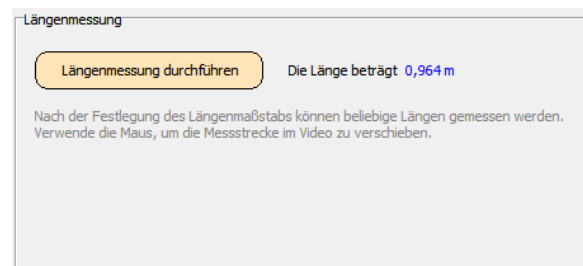 Längenmessung
Längenmessung durchführen Die Länge beträgt 0,964 m
Nach der Festlegung des Längenmaßstabs können beliebige Längen gemessen werden.
Verwende die Maus, um die Messstrecke im Video zu verschieben.